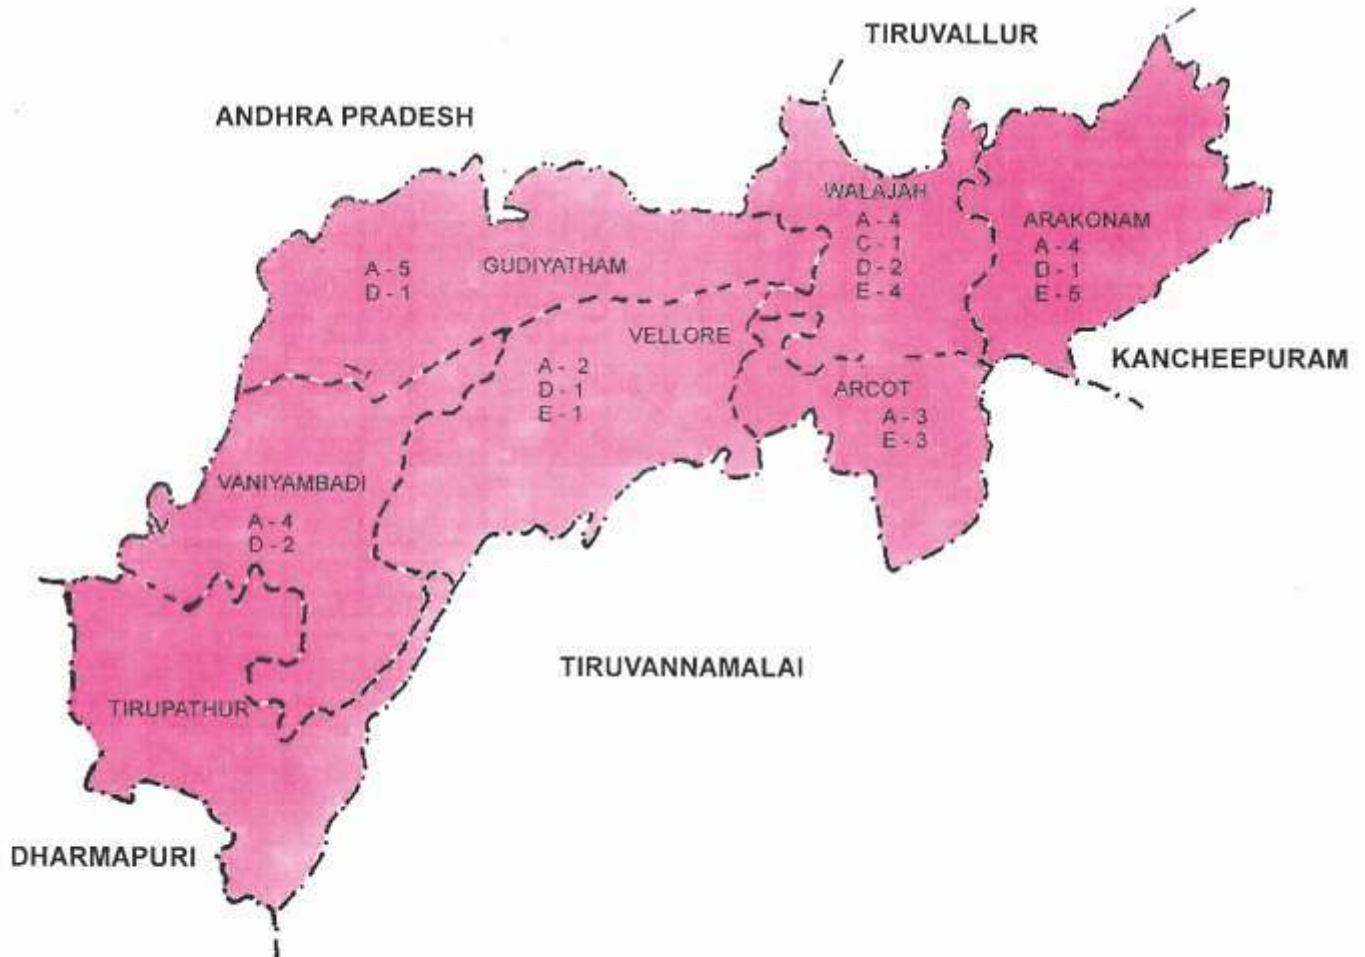 TIRUVALLUR
ANDHRA PRADESH
WALAJAH
A - 4
C - 1
D - 2
E - 4
ARAKONAM
A - 4
D - 1
E - 5
A - 5
D - 1
GUDIYATHAM
VELLORE
A - 2
D - 1
E - 1
KANCHEEPURAM
ARCOT
A - 3
E - 3
VANIYAMBADI
A - 4
D - 2
TIRUVANNAMALAI
TIRUPATHUR
DHARMAPURI